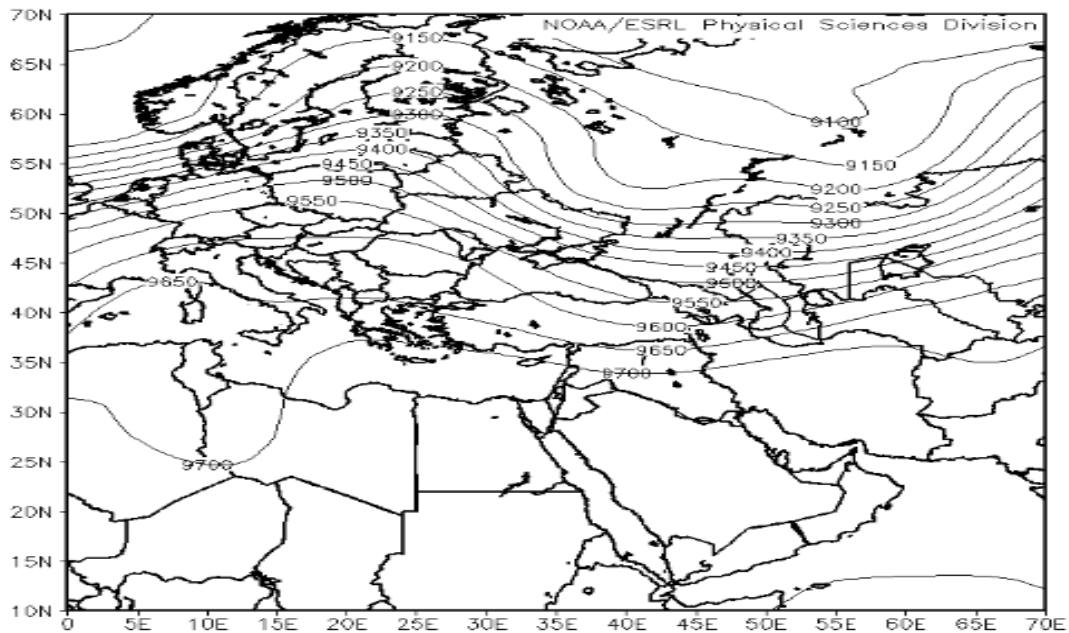 70N NOAA/ESRL Physical Sciences Division
9150
65N 9200
9250
60N 9300 9100
9350
9400
55N 9450 9150
9500 9200
9550 9250
50N 9300
9350
9400
45N 9450
9650 9500
9550
40N 9600
35N 9650
9700
30N
25N 9700
20N
15N
10N
0 5E 10E 15E 20E 25E 30E 35E 40E 45E 50E 55E 60E 65E 70E